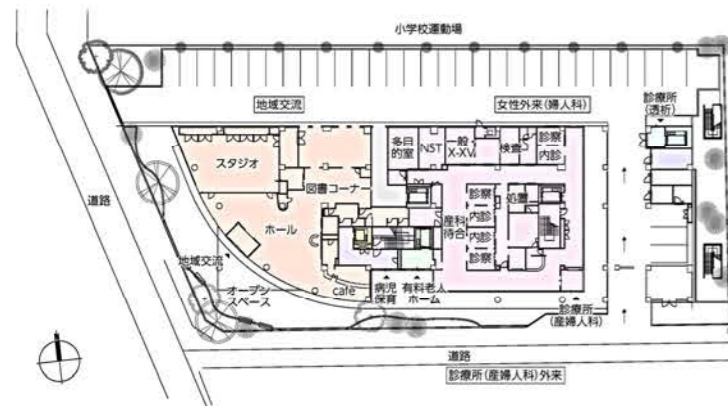 小学校運動場
地域交流
女性外来(婦人科)
診療所
(透析)
多目
的室
NST
一般
X-XV
検査
診察
内診
スタジオ
図書コーナー
診察
処置
内診
産科
待合
内診
診察
ホール
道路
地域交流
オープン
スペース
cafe
病児
保育
有料老人
ホーム
診療所
(産婦人科)
道路
診療所(産婦人科)外来